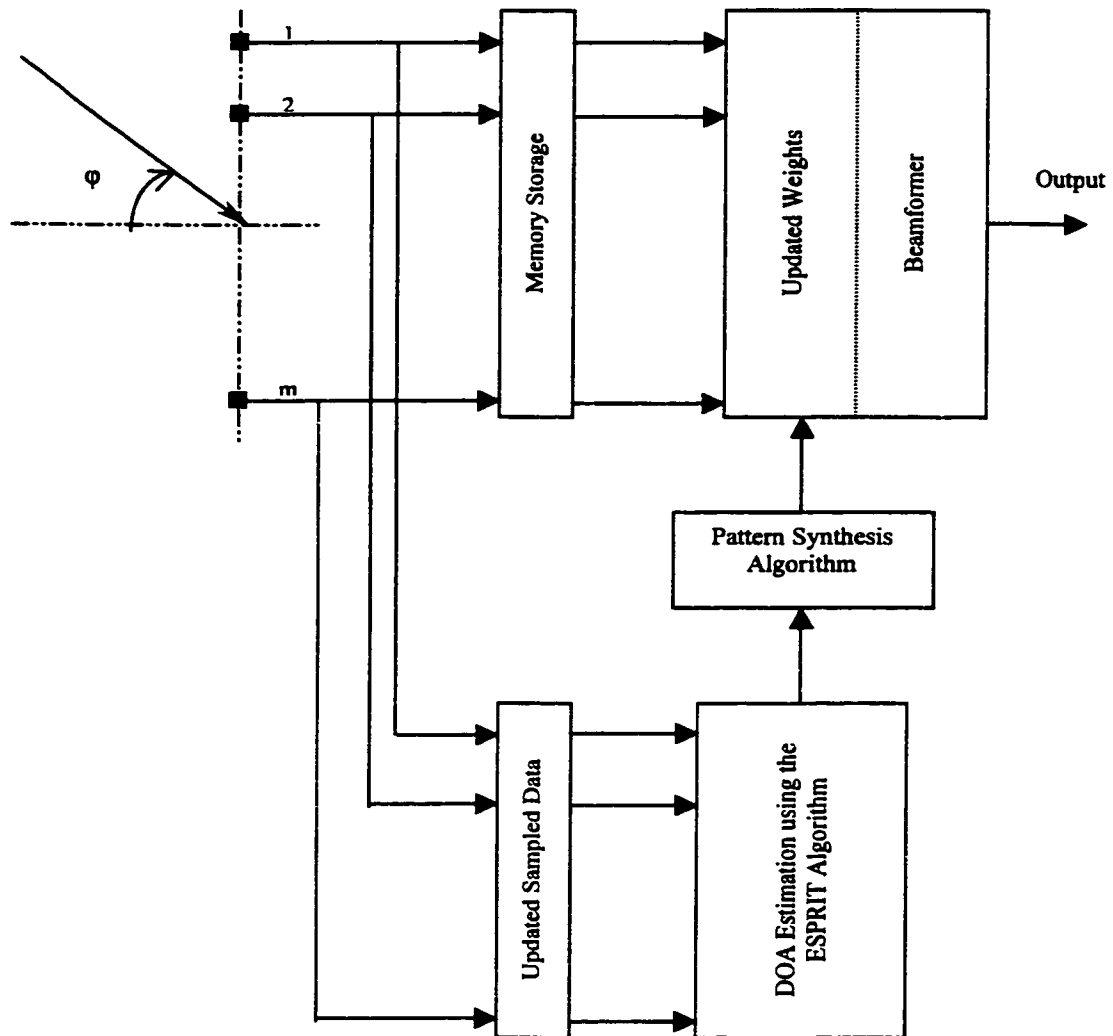 1
2
φ
m
Memory Storage
Updated Weights
Beamformer
Output
Pattern Synthesis
Algorithm
Updated Sampled Data
DOA Estimation using the
ESPRIT Algorithm